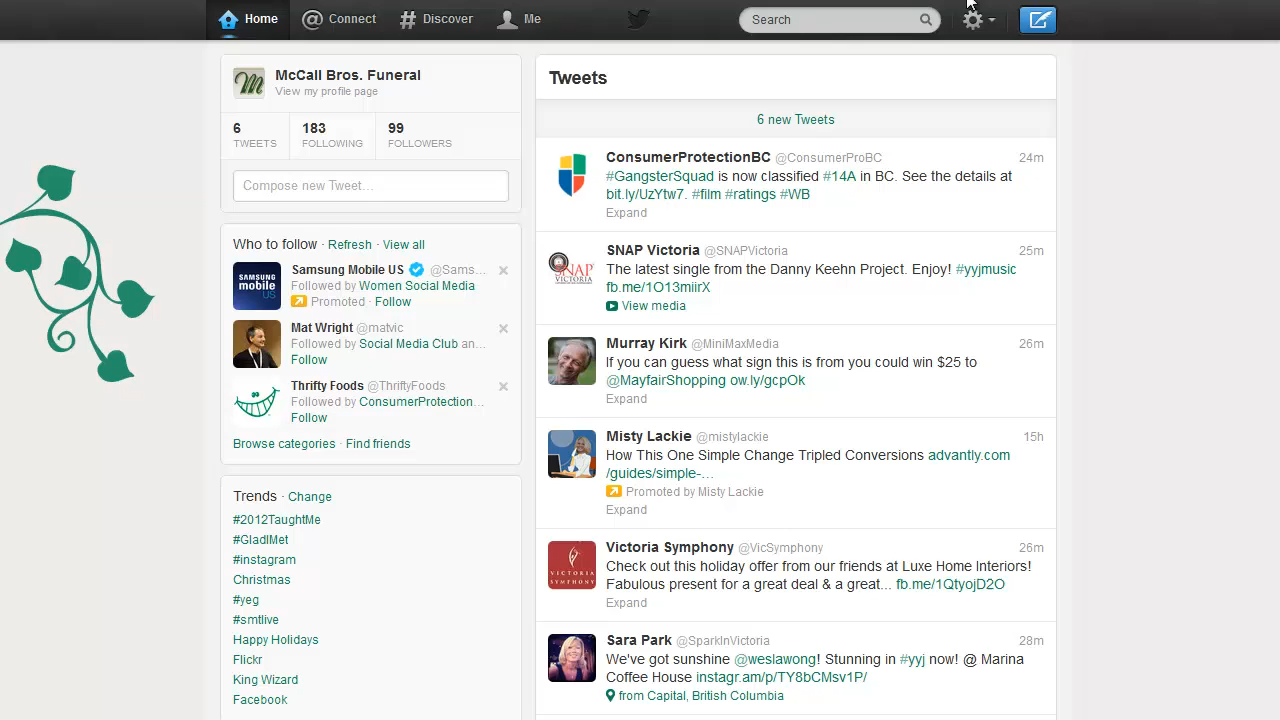 Home
Connect
Discover
Me
Search
McCall Bros. Funeral
View my profile page
6
TWEETS
183
FOLLOWING
99
FOLLOWERS
Compose new Tweet...
Who to follow · Refresh · View all
Samsung Mobile US @Sams...
Followed by Women Social Media
Promoted · Follow
Mat Wright @matvic
Followed by Social Media Club an...
Follow
Thrifty Foods @ThriftyFoods
Followed by ConsumerProtection...
Follow
Browse categories · Find friends
Trends · Change
#2012TaughtMe
#GladIMet
#instagram
Christmas
#yeg
#smtlive
Happy Holidays
Flickr
King Wizard
Facebook
Tweets
6 new Tweets
ConsumerProtectionBC @ConsumerProBC 24m
#GangsterSquad is now classified #14A in BC. See the details at
bit.ly/UzYtw7. #film #ratings #WB
Expand
SNAP Victoria @SNAPVictoria 25m
The latest single from the Danny Keehn Project. Enjoy! #yyjmusic
fb.me/1O13miirX
View media
Murray Kirk @MiniMaxMedia 26m
If you can guess what sign this is from you could win $25 to
@MayfairShopping ow.ly/gcpOk
Expand
Misty Lackie @mistylackie 15h
How This One Simple Change Tripled Conversions advantly.com
/guides/simple-...
Promoted by Misty Lackie
Expand
Victoria Symphony @VicSymphony 26m
Check out this holiday offer from our friends at Luxe Home Interiors!
Fabulous present for a great deal & a great... fb.me/1QtyojD2O
Expand
Sara Park @SparkInVictoria 28m
We've got sunshine @weslawong! Stunning in #yyj now! @ Marina
Coffee House instagr.am/p/TY8bCMsv1P/
from Capital, British Columbia
SAMSUNG
mobile
US
SNAP
VICTORIA
VICTORIA
SYMPHONY